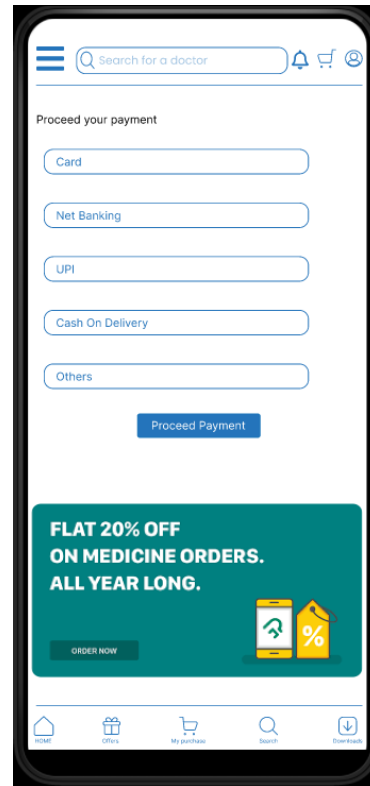 Search for a doctor
Proceed your payment
Card
Net Banking
UPI
Cash On Delivery
Others
Proceed Payment
FLAT 20% OFF
ON MEDICINE ORDERS.
ALL YEAR LONG.
%
ORDER NOW
HOME Offers My purchase Search Downloads